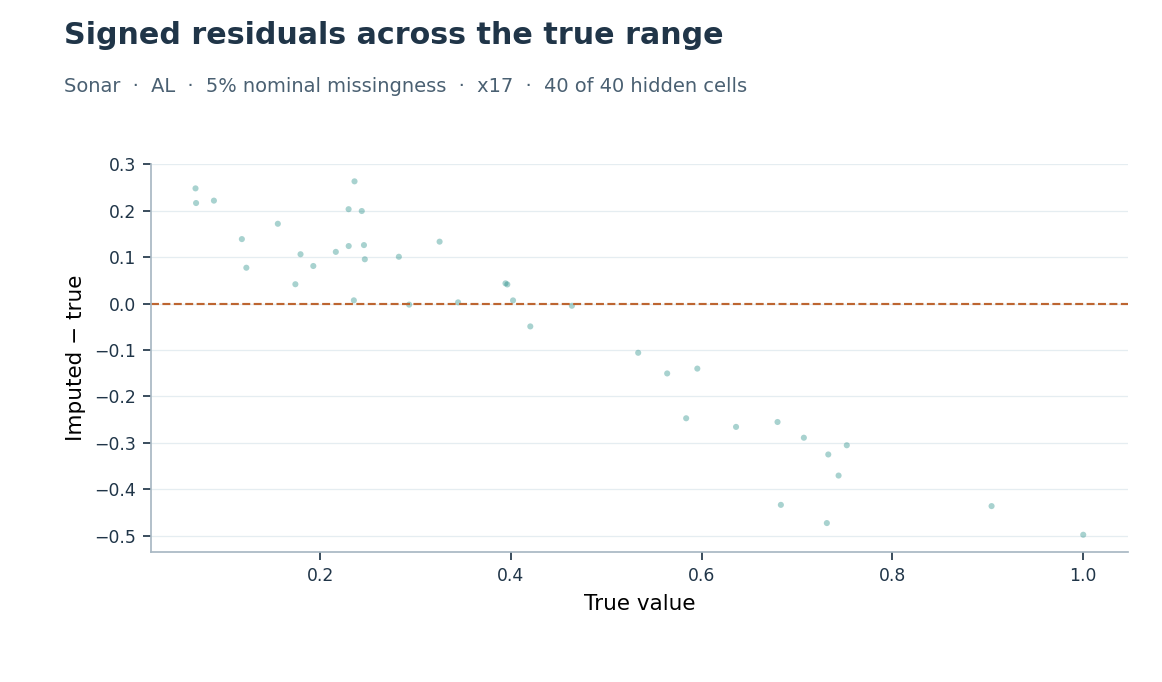 Signed residuals across the true range
Sonar · AL · 5% nominal missingness · x17 · 40 of 40 hidden cells
Imputed − true
0.3
0.2
0.1
0.0
−0.1
−0.2
−0.3
−0.4
−0.5
0.2 0.4 0.6 0.8 1.0
True value